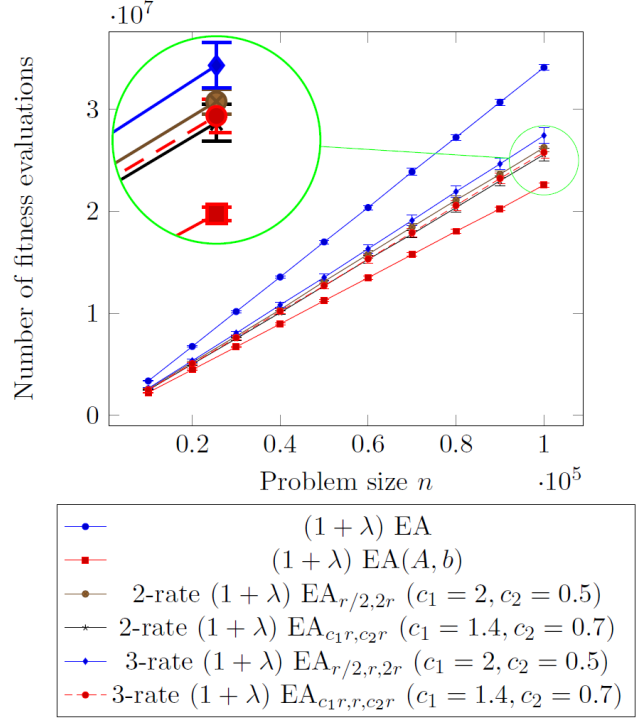 ·10^7
Number of fitness evaluations
3
2
1
0
0.2 0.4 0.6 0.8 1
Problem size n
·10^5
(1 + λ) EA
(1 + λ) EA(A, b)
2-rate (1 + λ) EA_{r/2,2r} (c_1 = 2, c_2 = 0.5)
2-rate (1 + λ) EA_{c_1r,c_2r} (c_1 = 1.4, c_2 = 0.7)
3-rate (1 + λ) EA_{r/2,r,2r} (c_1 = 2, c_2 = 0.5)
3-rate (1 + λ) EA_{c_1r,r,c_2r} (c_1 = 1.4, c_2 = 0.7)